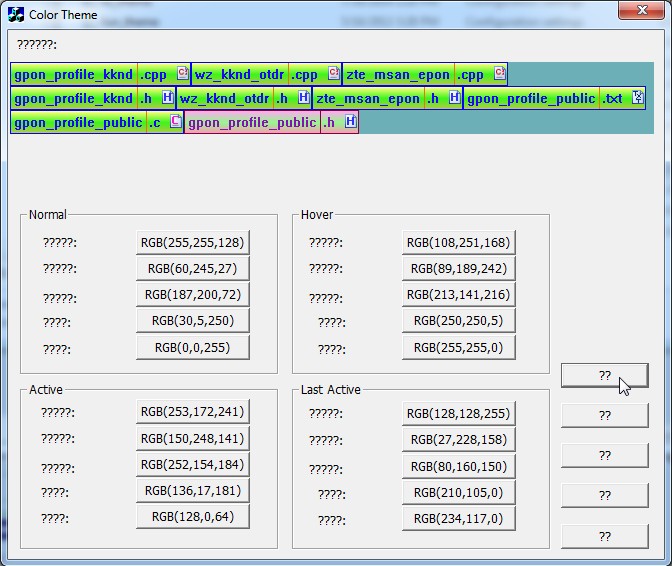 Color Theme
??????:
gpon_profile_kknd .cpp wz_kknd_otdr .cpp zte_msan_epon .cpp
gpon_profile_kknd .h wz_kknd_otdr .h zte_msan_epon .h gpon_profile_public .txt
gpon_profile_public .c gpon_profile_public .h
Normal
?????: RGB(255,255,128)
?????: RGB(60,245,27)
?????: RGB(187,200,72)
????: RGB(30,5,250)
????: RGB(0,0,255)
Hover
?????: RGB(108,251,168)
?????: RGB(89,189,242)
?????: RGB(213,141,216)
????: RGB(250,250,5)
????: RGB(255,255,0)
Active
?????: RGB(253,172,241)
?????: RGB(150,248,141)
?????: RGB(252,154,184)
????: RGB(136,17,181)
????: RGB(128,0,64)
Last Active
?????: RGB(128,128,255)
?????: RGB(27,228,158)
?????: RGB(80,160,150)
????: RGB(210,105,0)
????: RGB(234,117,0)
??
??
??
??
??